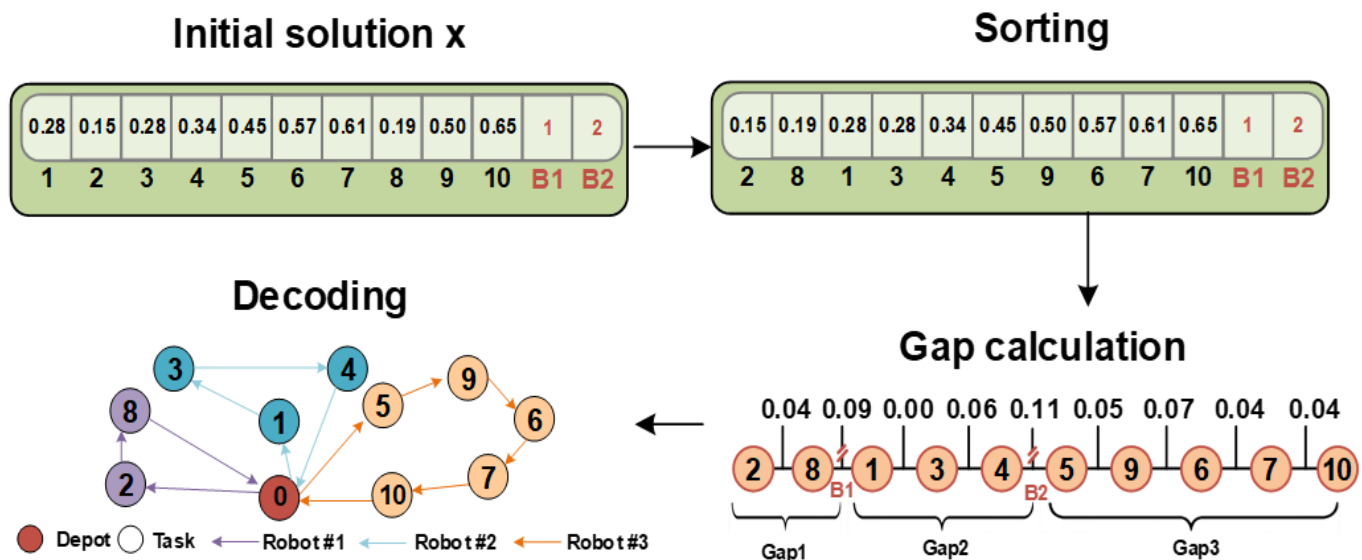 Initial solution x
0.28 0.15 0.28 0.34 0.45 0.57 0.61 0.19 0.50 0.65 1 2
1 2 3 4 5 6 7 8 9 10 B1 B2
Sorting
0.15 0.19 0.28 0.28 0.34 0.45 0.50 0.57 0.61 0.65 1 2
2 8 1 3 4 5 9 6 7 10 B1 B2
Decoding
3 4 9
8 1 5 6
2 0 10 7
Depot Task Robot #1 Robot #2 Robot #3
Gap calculation
0.04 0.09 0.00 0.06 0.11 0.05 0.07 0.04 0.04
2 8 1 3 4 5 9 6 7 10
B1 B2
Gap1 Gap2 Gap3